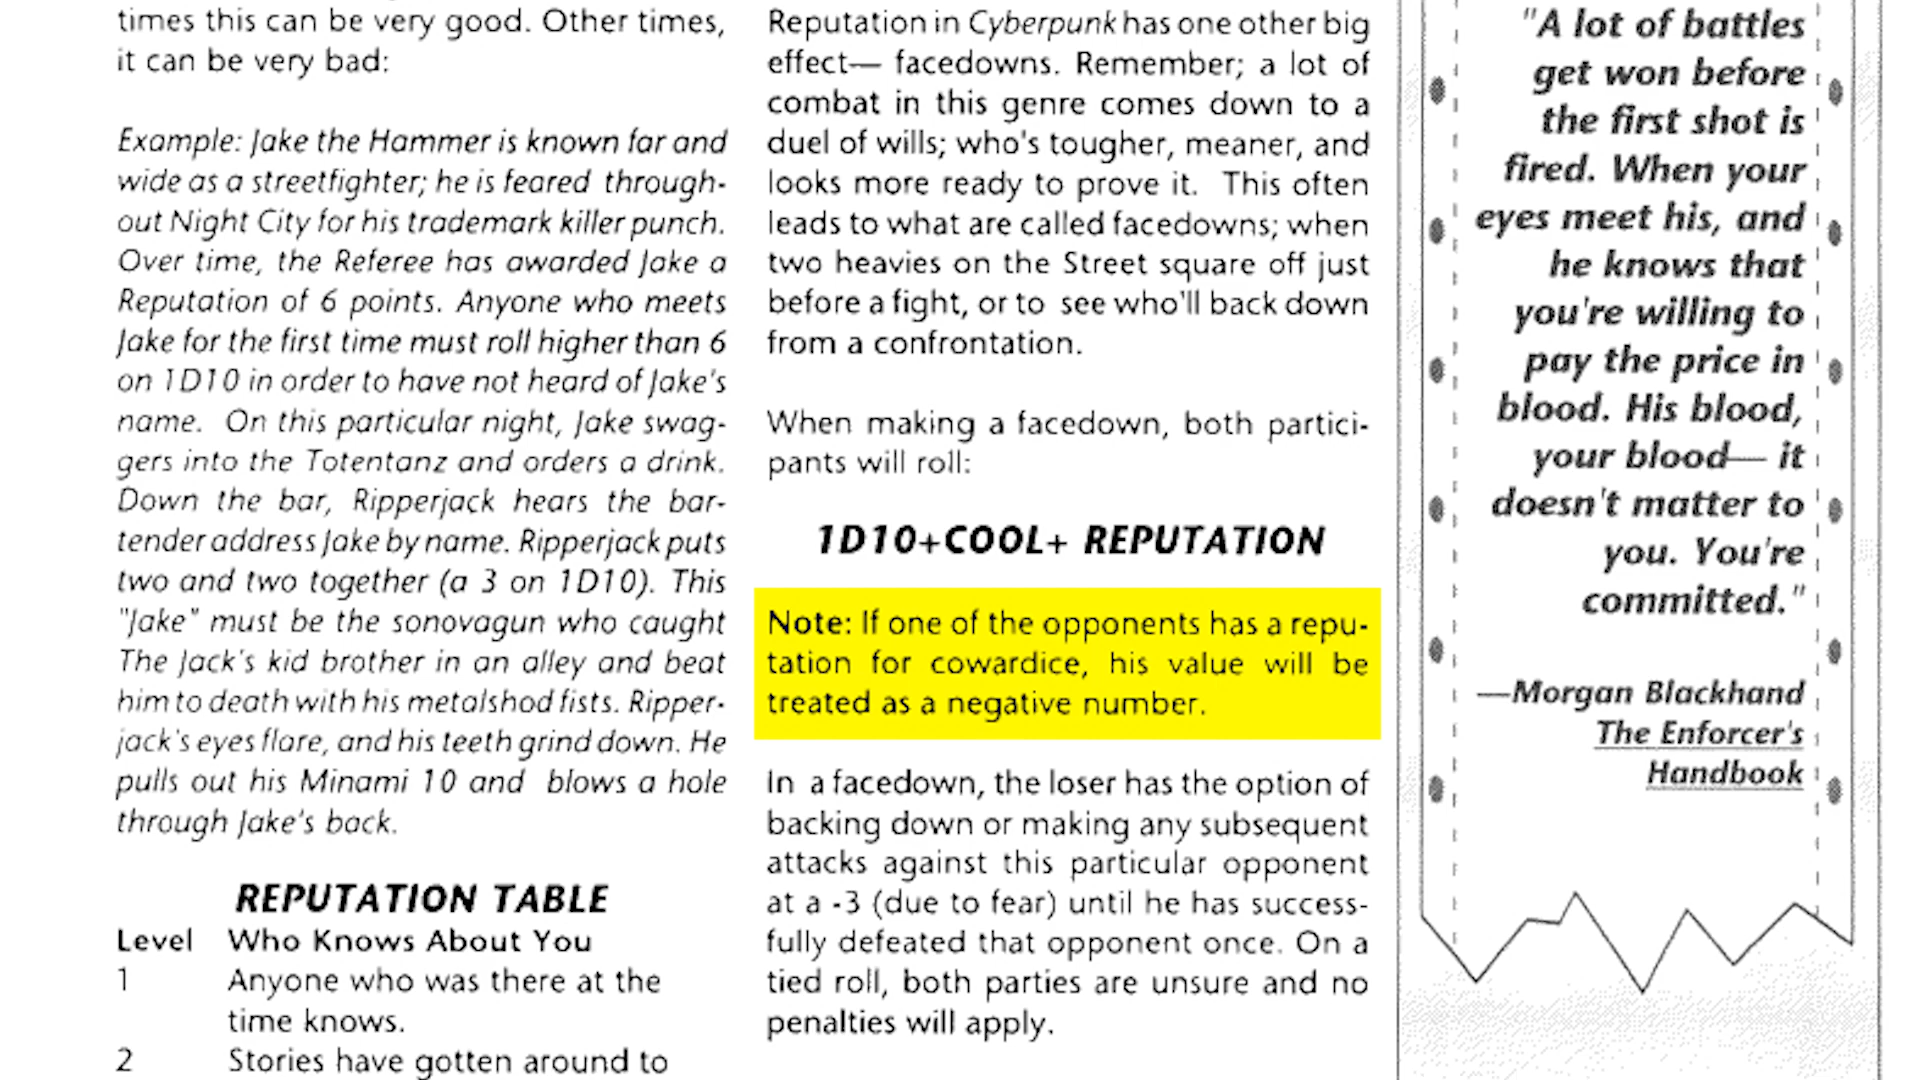 times this can be very good. Other times,
it can be very bad:
Example: Jake the Hammer is known far and
wide as a streetfighter; he is feared through-
out Night City for his trademark killer punch.
Over time, the Referee has awarded Jake a
Reputation of 6 points. Anyone who meets
Jake for the first time must roll higher than 6
on 1D10 in order to have not heard of Jake's
name. On this particular night, Jake swag-
gers into the Totentanz and orders a drink.
Down the bar, Ripperjack hears the bar-
tender address Jake by name. Ripperjack puts
two and two together (a 3 on 1D10). This
"Jake" must be the sonovagun who caught
The Jack's kid brother in an alley and beat
him to death with his metalshod fists. Ripper-
jack's eyes flare, and his teeth grind down. He
pulls out his Minami 10 and blows a hole
through Jake's back.
REPUTATION TABLE
Level Who Knows About You
1 Anyone who was there at the
time knows.
2 Stories have gotten around to
Reputation in Cyberpunk has one other big
effect— facedowns. Remember; a lot of
combat in this genre comes down to a
duel of wills; who's tougher, meaner, and
looks more ready to prove it. This often
leads to what are called facedowns; when
two heavies on the Street square off just
before a fight, or to see who'll back down
from a confrontation.
When making a facedown, both partici-
pants will roll:
1D10+COOL+ REPUTATION
Note: If one of the opponents has a repu-
tation for cowardice, his value will be
treated as a negative number.
In a facedown, the loser has the option of
backing down or making any subsequent
attacks against this particular opponent
at a -3 (due to fear) until he has success-
fully defeated that opponent once. On a
tied roll, both parties are unsure and no
penalties will apply.
"A lot of battles
get won before
the first shot is
fired. When your
eyes meet his, and
he knows that
you're willing to
pay the price in
blood. His blood,
your blood— it
doesn't matter to
you. You're
committed."
—Morgan Blackhand
The Enforcer's
Handbook